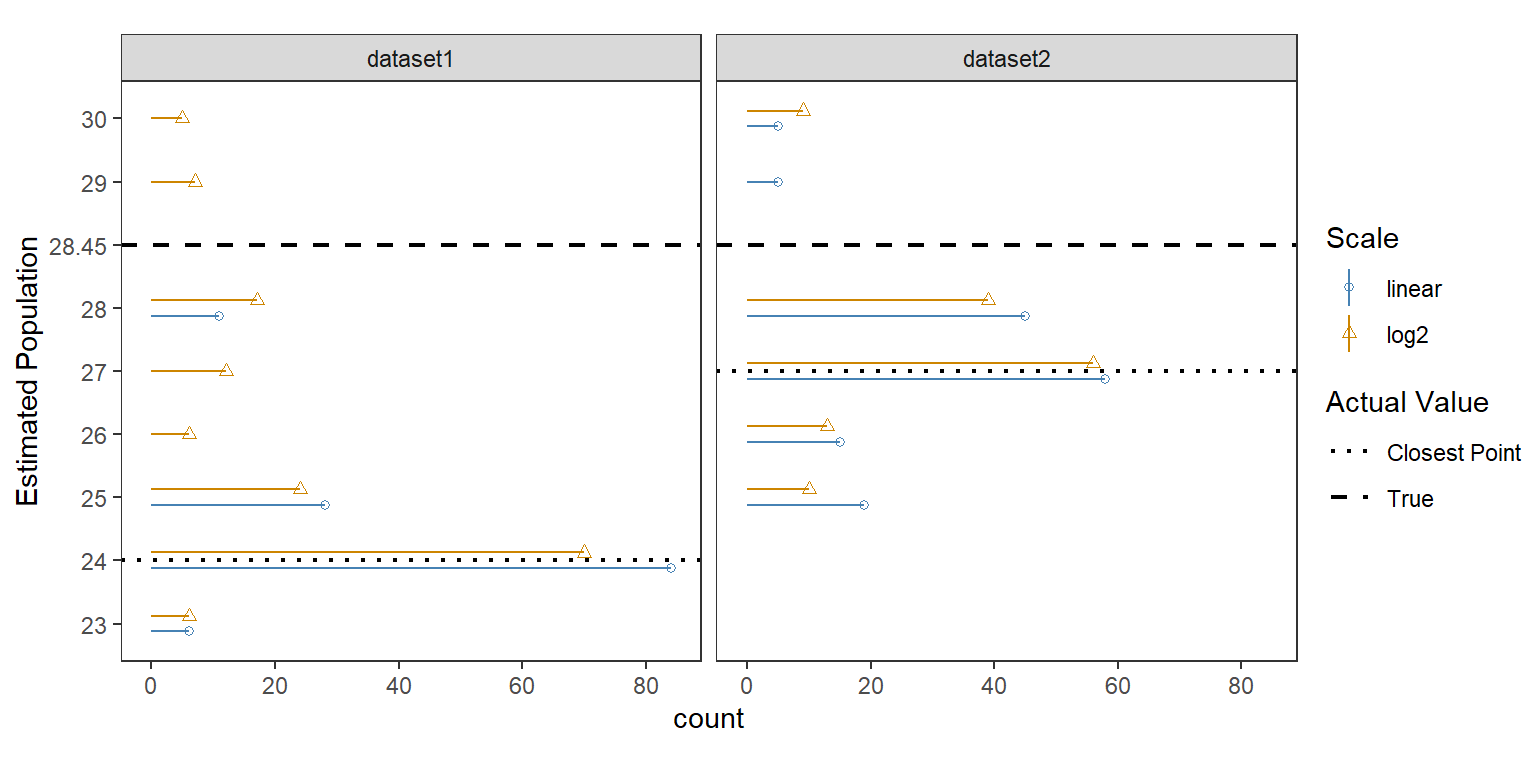 dataset1
dataset2
Estimated Population
30
29
28.45
28
27
26
25
24
23
0 20 40 60 80
0 20 40 60 80
count
Scale
linear
log2
Actual Value
Closest Point
True